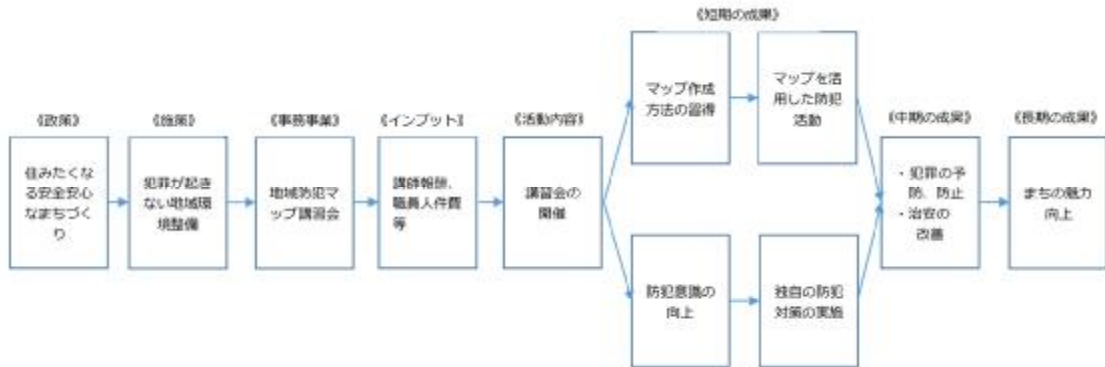 《短期の成果》
マップ作成
方法の習得
マップを活
用した防犯
活動
《政策》
《施策》
《事務事業》
《インプット》
《活動内容》
《中期の成果》
《長期の成果》
住みたくな
る安全安心
なまちづく
り
犯罪が起き
ない地域環
境整備
地域防犯マ
ップ講習会
講師報酬、
職員人件費
等
講習会の
開催
・犯罪の予
防、防止
・治安の
改善
まちの魅力
向上
防犯意識の
向上
独自の防犯
対策の実施